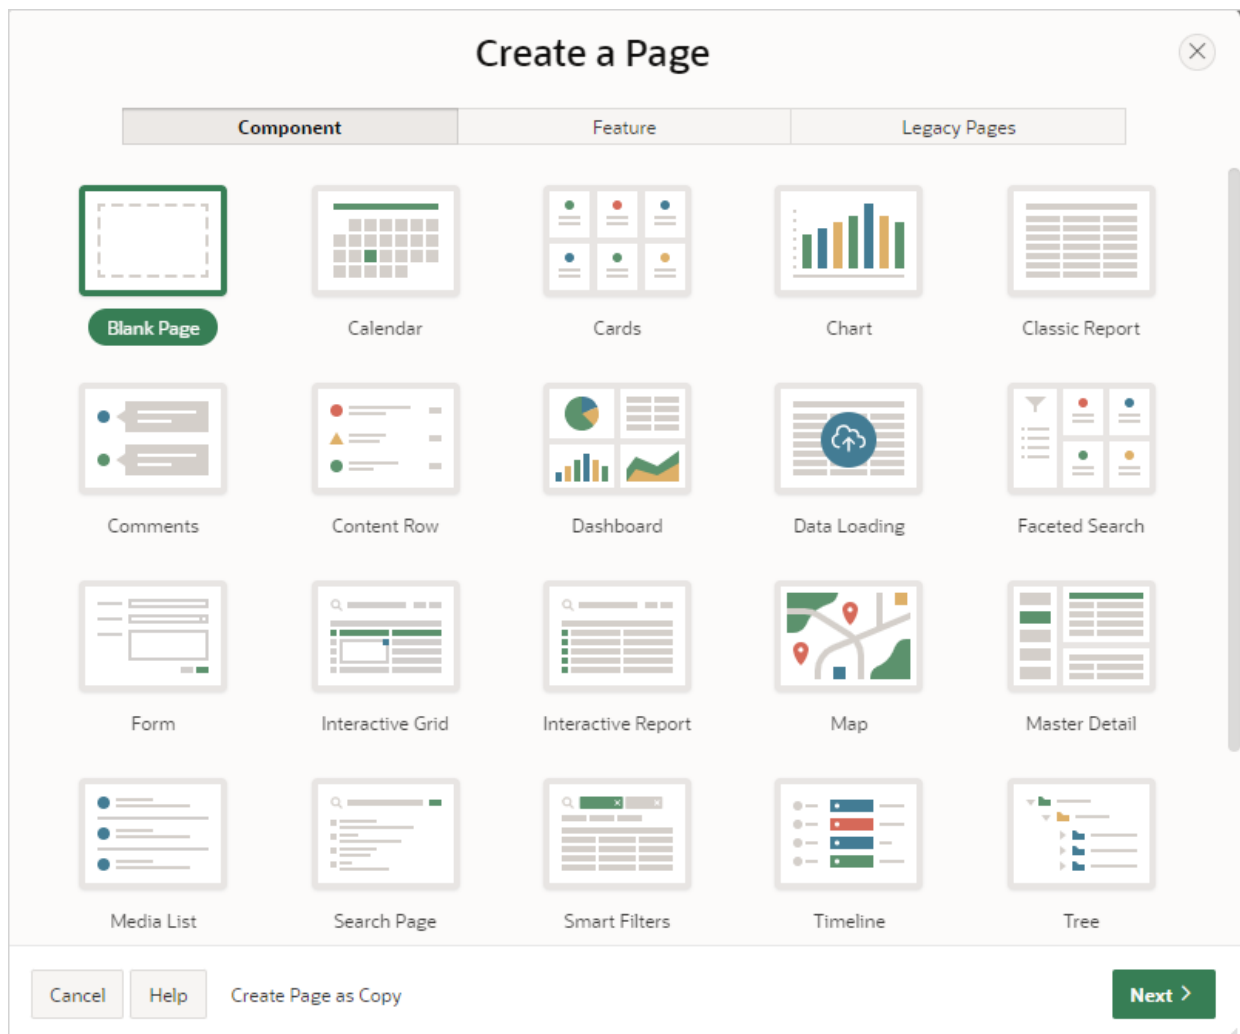 Create a Page
Component Feature Legacy Pages
Blank Page Calendar Cards Chart Classic Report
Comments Content Row Dashboard Data Loading Faceted Search
Form Interactive Grid Interactive Report Map Master Detail
Media List Search Page Smart Filters Timeline Tree
Cancel Help Create Page as Copy Next